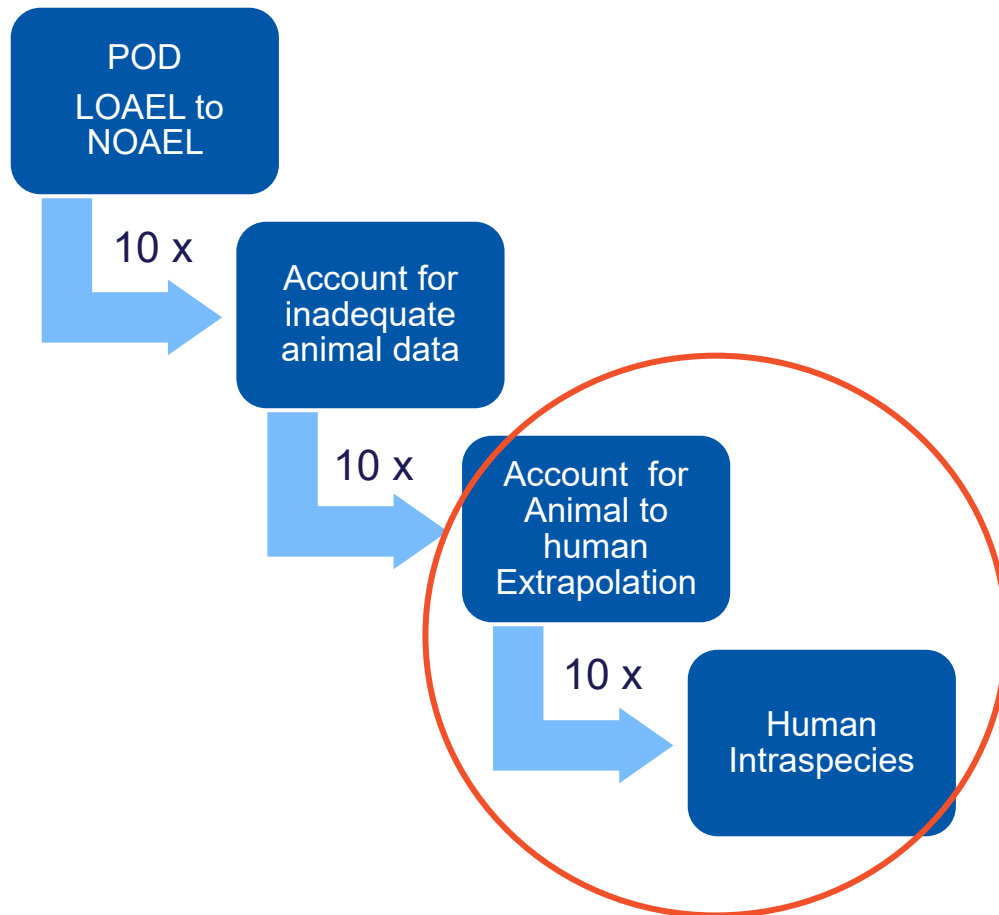 POD
LOAEL to
NOAEL
10 x
Account for
inadequate
animal data
10 x
Account for
Animal to
human
Extrapolation
10 x
Human
Intraspecies